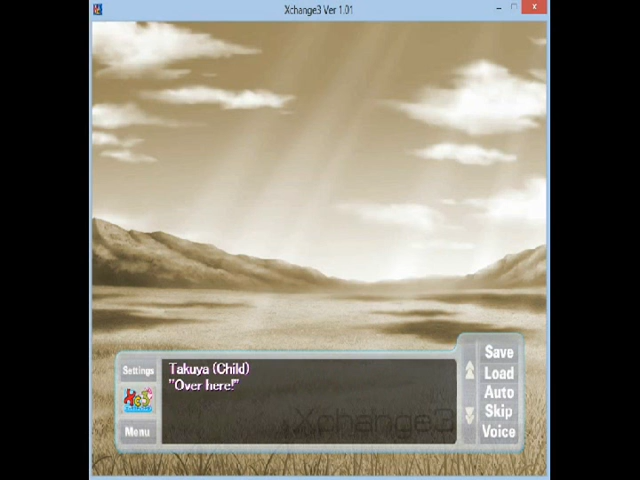 Xchange3 Ver 1.01
Settings
Menu
Takuya (Child)
"Over here!"
Xchange3
Save
Load
Auto
Skip
Voice